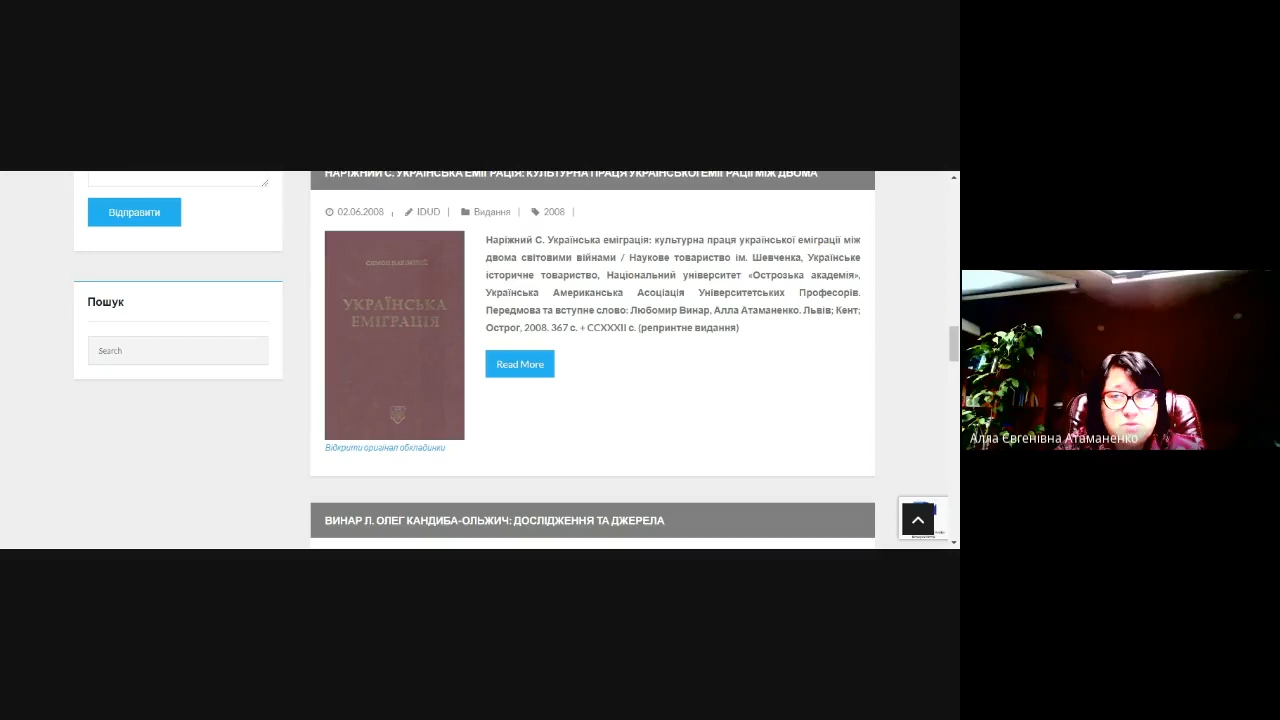 НАРІЖНИЙ С. УКРАЇНСЬКА ЕМІГРАЦІЯ: КУЛЬТУРНА ПРАЦЯ УКРАЇНСЬКОЇ ЕМІГРАЦІЇ МІЖ ДВОМА
Відправити
02.06.2008 | IDUD | Видання | 2008 |
Наріжний С. Українська еміграція: культурна праця української еміграції між
двома світовими війнами / Наукове товариство ім. Шевченка, Українське
історичне товариство, Національний університет «Острозька академія»,
Українська Американська Асоціація Університетських Професорів.
Передмова та вступне слово: Любомир Винар, Алла Атаманенко. Львів; Кент;
Острог, 2008. 367 с. + CCXXXII с. (репринтне видання)
СИМОН НАРІЖНИЙ
УКРАЇНСЬКА
ЕМІГРАЦІЯ
Пошук
Search
Read More
Відкрити оригінал обкладинки
ВИНАР Л. ОЛЕГ КАНДИБА-ОЛЬЖИЧ: ДОСЛІДЖЕННЯ ТА ДЖЕРЕЛА
Алла Євгенівна Атаманенко